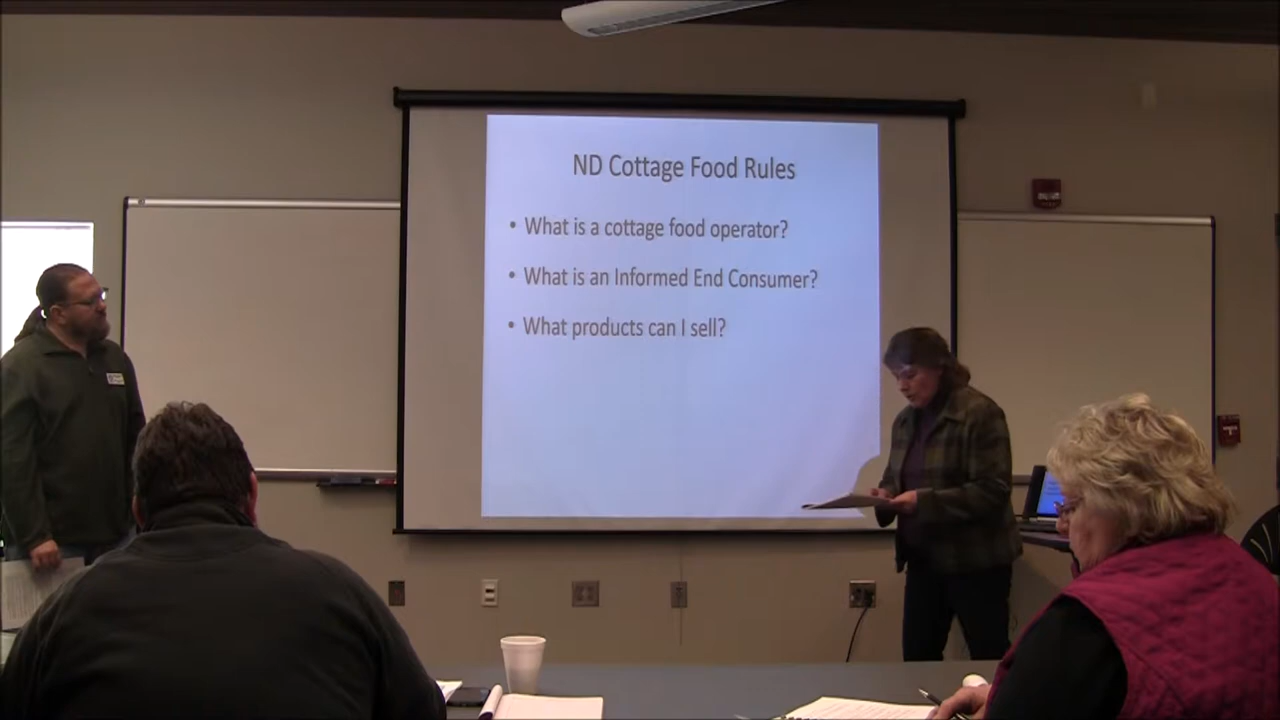 ND Cottage Food Rules
• What is a cottage food operator?
• What is an Informed End Consumer?
• What products can I sell?